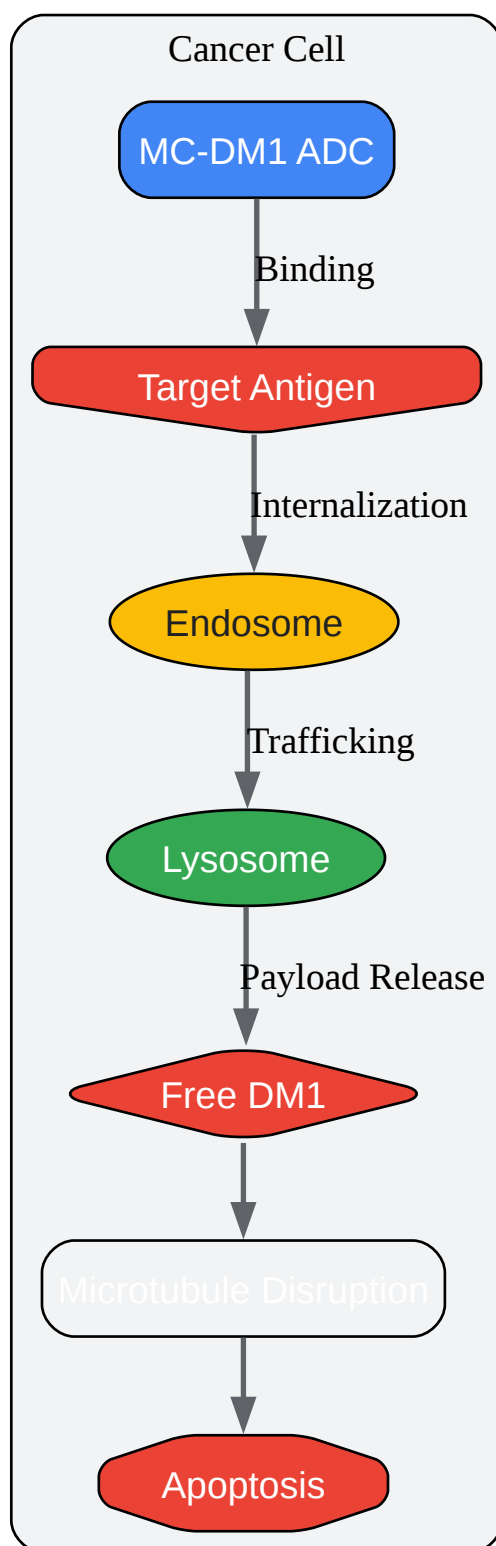 Cancer Cell
MC-DM1 ADC
Binding
Target Antigen
Internalization
Endosome
Trafficking
Lysosome
Payload Release
Free DM1
Microtubule Disruption
Apoptosis